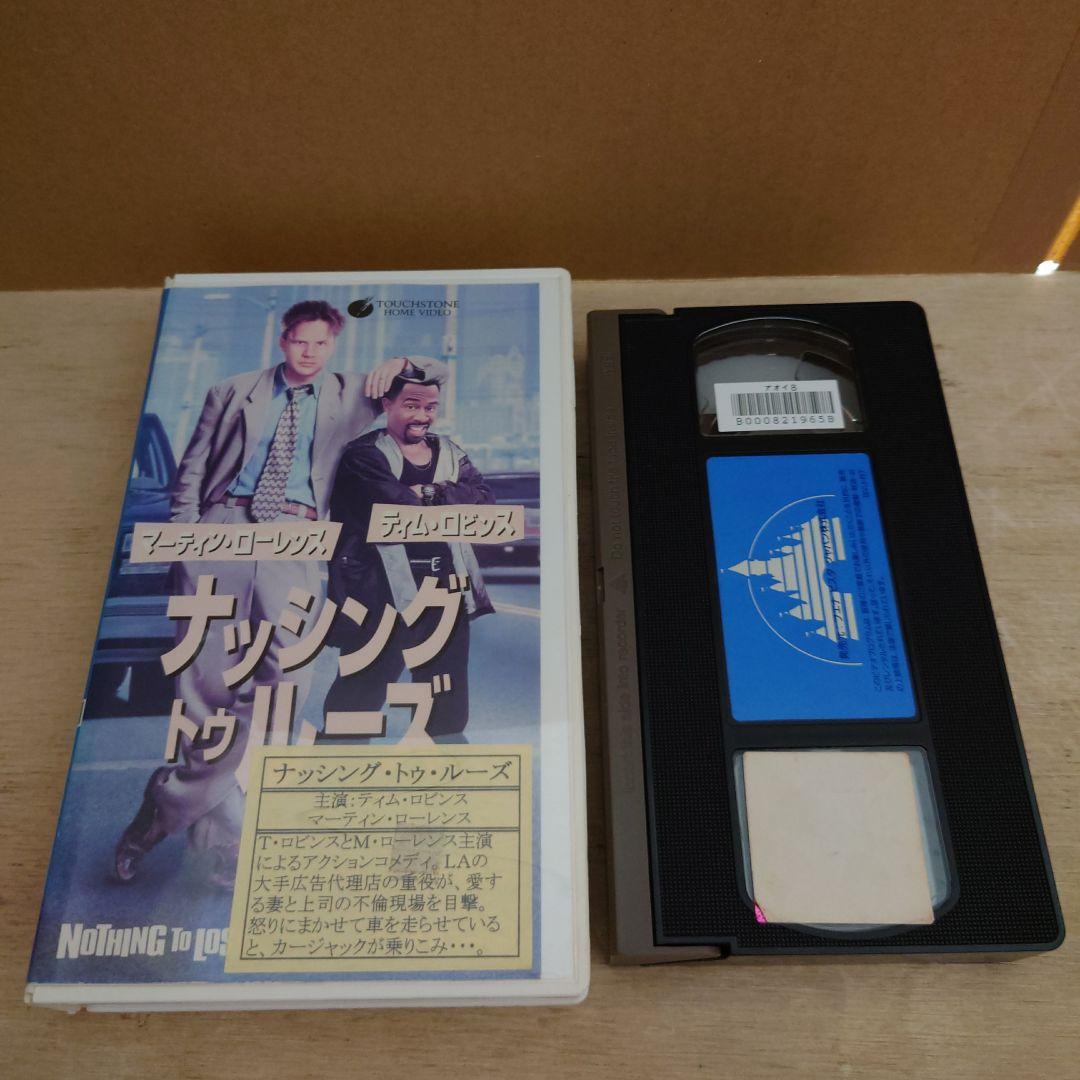 TOUCHSTONE
HOME VIDEO
マーティン・ローレンス
ティム・ロビンス
ナッシング
トゥルーズ
NOTHING TO LOS
ナッシング・トゥ・ルーズ
主演:ティム・ロビンス
マーティン・ローレンス
T・ロビンスとM・ローレンス主演
によるアクションコメディ。LAの
大手広告代理店の重役が、愛す
る妻と上司の不倫現場を目撃。
怒りにまかせて車を走らせている
と、カージャックが乗りこみ・・・。
アオイ8
B000821965B